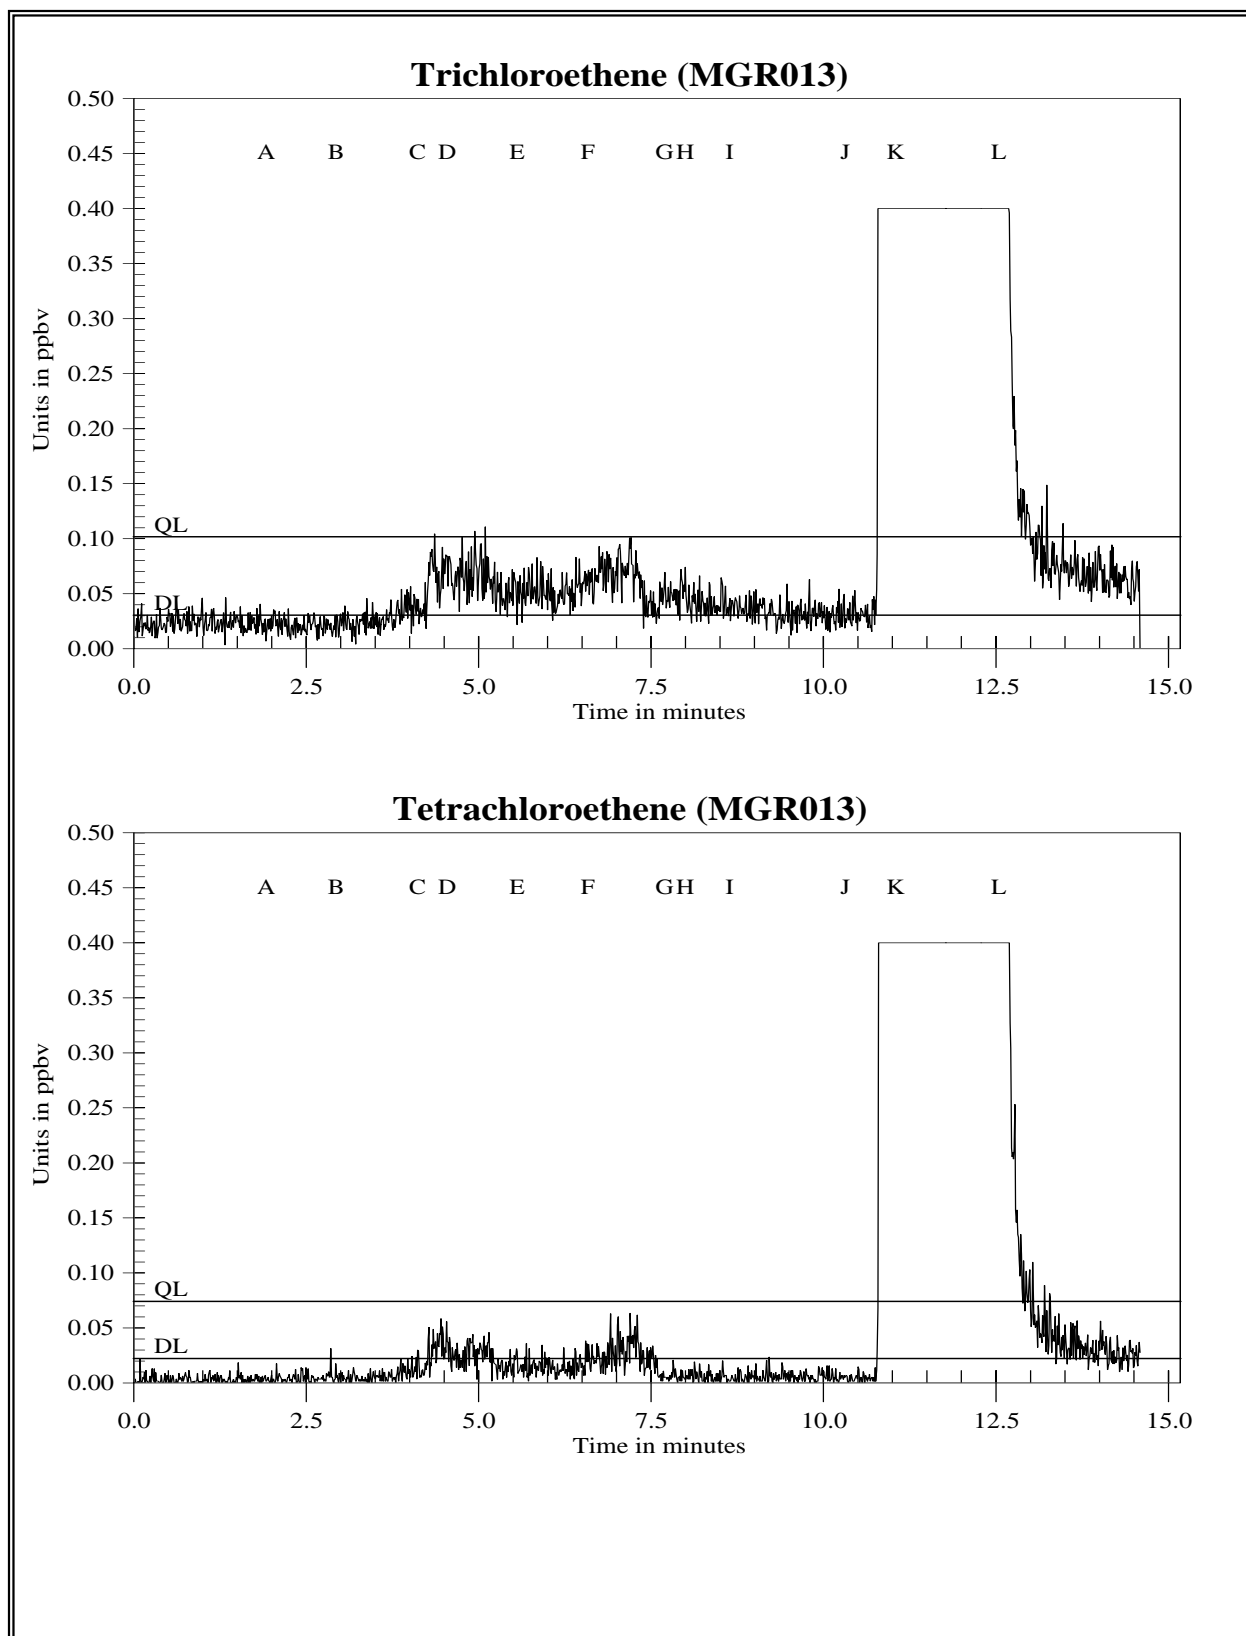 Trichloroethene (MGR013)
0.50
0.45
A B C D E F G H I J K L
0.40
0.35
0.30
Units in ppbv
0.25
0.20
0.15
QL
0.10
0.05
DL
0.00
0.0 2.5 5.0 7.5 10.0 12.5 15.0
Time in minutes
Tetrachloroethene (MGR013)
0.50
0.45
A B C D E F G H I J K L
0.40
0.35
0.30
Units in ppbv
0.25
0.20
0.15
0.10
QL
0.05
DL
0.00
0.0 2.5 5.0 7.5 10.0 12.5 15.0
Time in minutes